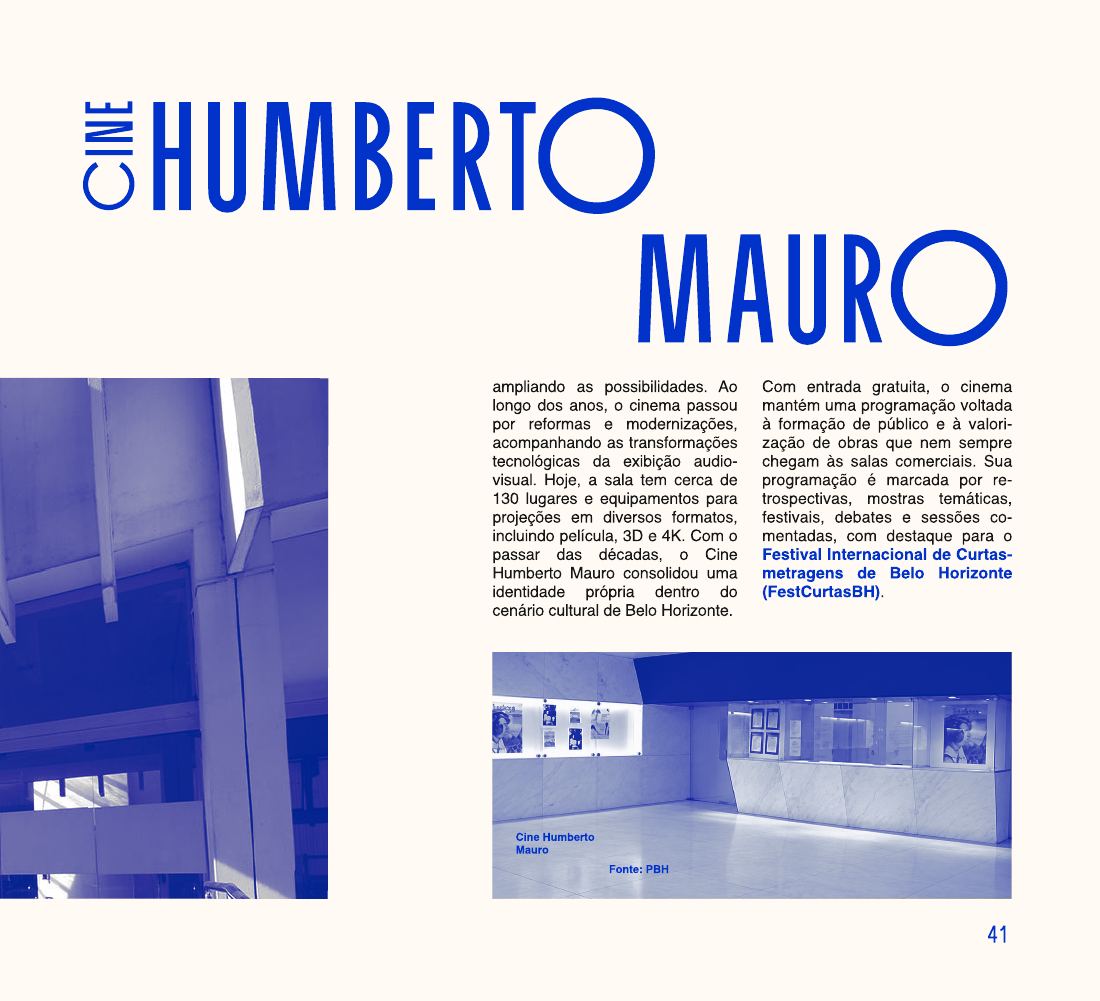 CINE
HUMBERTO
MAURO
ampliando as possibilidades. Ao
longo dos anos, o cinema passou
por reformas e modernizações,
acompanhando as transformações
tecnológicas da exibição audio-
visual. Hoje, a sala tem cerca de
130 lugares e equipamentos para
projeções em diversos formatos,
incluindo película, 3D e 4K. Com o
passar das décadas, o Cine
Humberto Mauro consolidou uma
identidade própria dentro do
cenário cultural de Belo Horizonte.
Com entrada gratuita, o cinema
mantém uma programação voltada
à formação de público e à valori-
zação de obras que nem sempre
chegam às salas comerciais. Sua
programação é marcada por re-
trospectivas, mostras temáticas,
festivais, debates e sessões co-
mentadas, com destaque para o
Festival Internacional de Curtas-
metragens de Belo Horizonte
(FestCurtasBH).
Cine Humberto
Mauro
Fonte: PBH
41